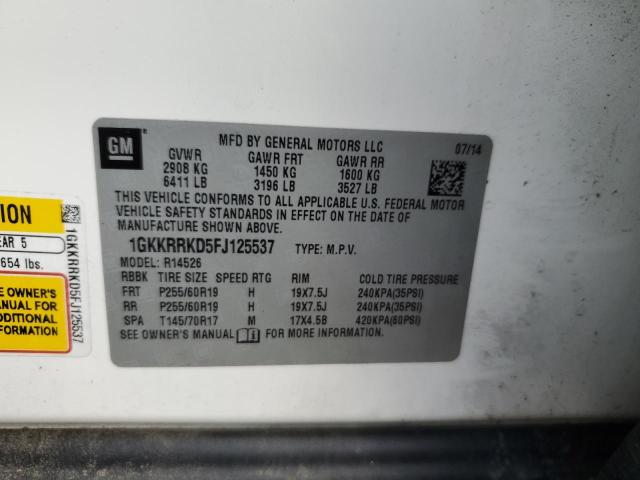 GM
MFD BY GENERAL MOTORS LLC
07/14
GVWR GAWR FRT GAWR RR
2908 KG 1450 KG 1600 KG
6411 LB 3196 LB 3527 LB
THIS VEHICLE CONFORMS TO ALL APPLICABLE U.S. FEDERAL MOTOR
VEHICLE SAFETY STANDARDS IN EFFECT ON THE DATE OF
MANUFACTURE SHOWN ABOVE.
1GKKRRKD5FJ125537 TYPE: M.P.V.
MODEL: R14526
RBBK TIRE SIZE SPEED RTG RIM COLD TIRE PRESSURE
FRT P255/60R19 H 19X7.5J 240KPA(35PSI)
RR P255/60R19 H 19X7.5J 240KPA(35PSI)
SPA T145/70R17 M 17X4.5B 420KPA(60PSI)
SEE OWNER'S MANUAL FOR MORE INFORMATION.
TION
EAR 5
654 lbs.
EE OWNER'S
MANUAL FOR
ADDITIONAL
1GKKRRKD5FJ125537